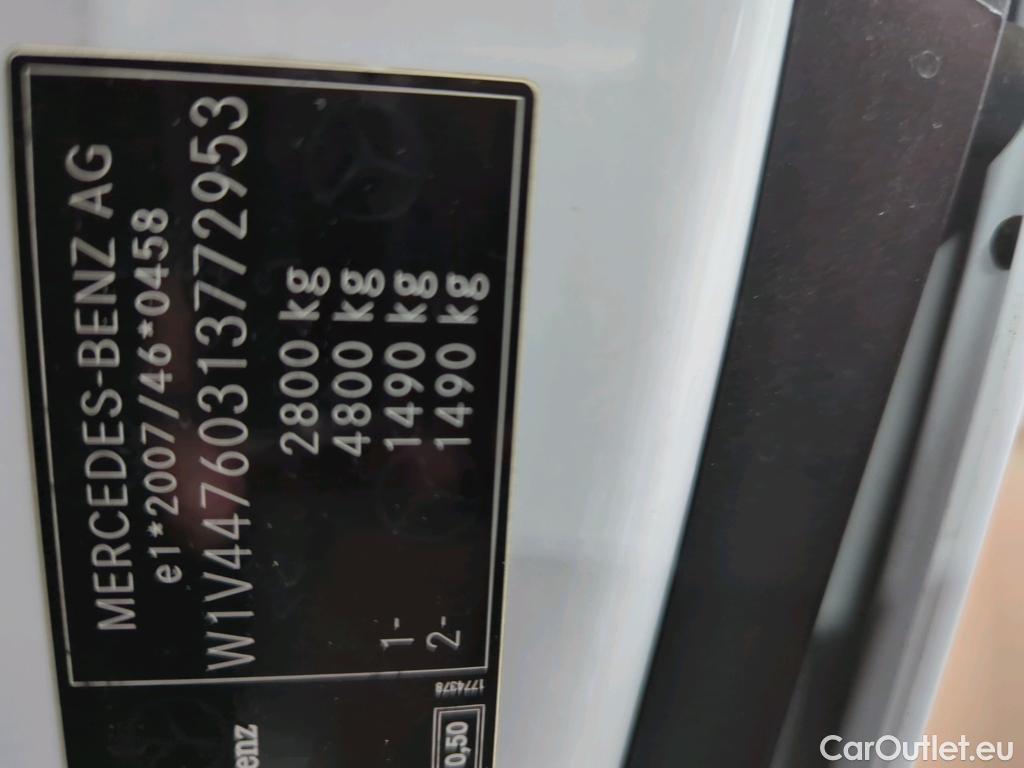 MERCEDES-BENZ AG
e1*2007/46*0458
W1V44760313772953
2800 kg
4800 kg
1- 1490 kg
2- 1490 kg
1774378
enz
0,50
CarOutlet.eu